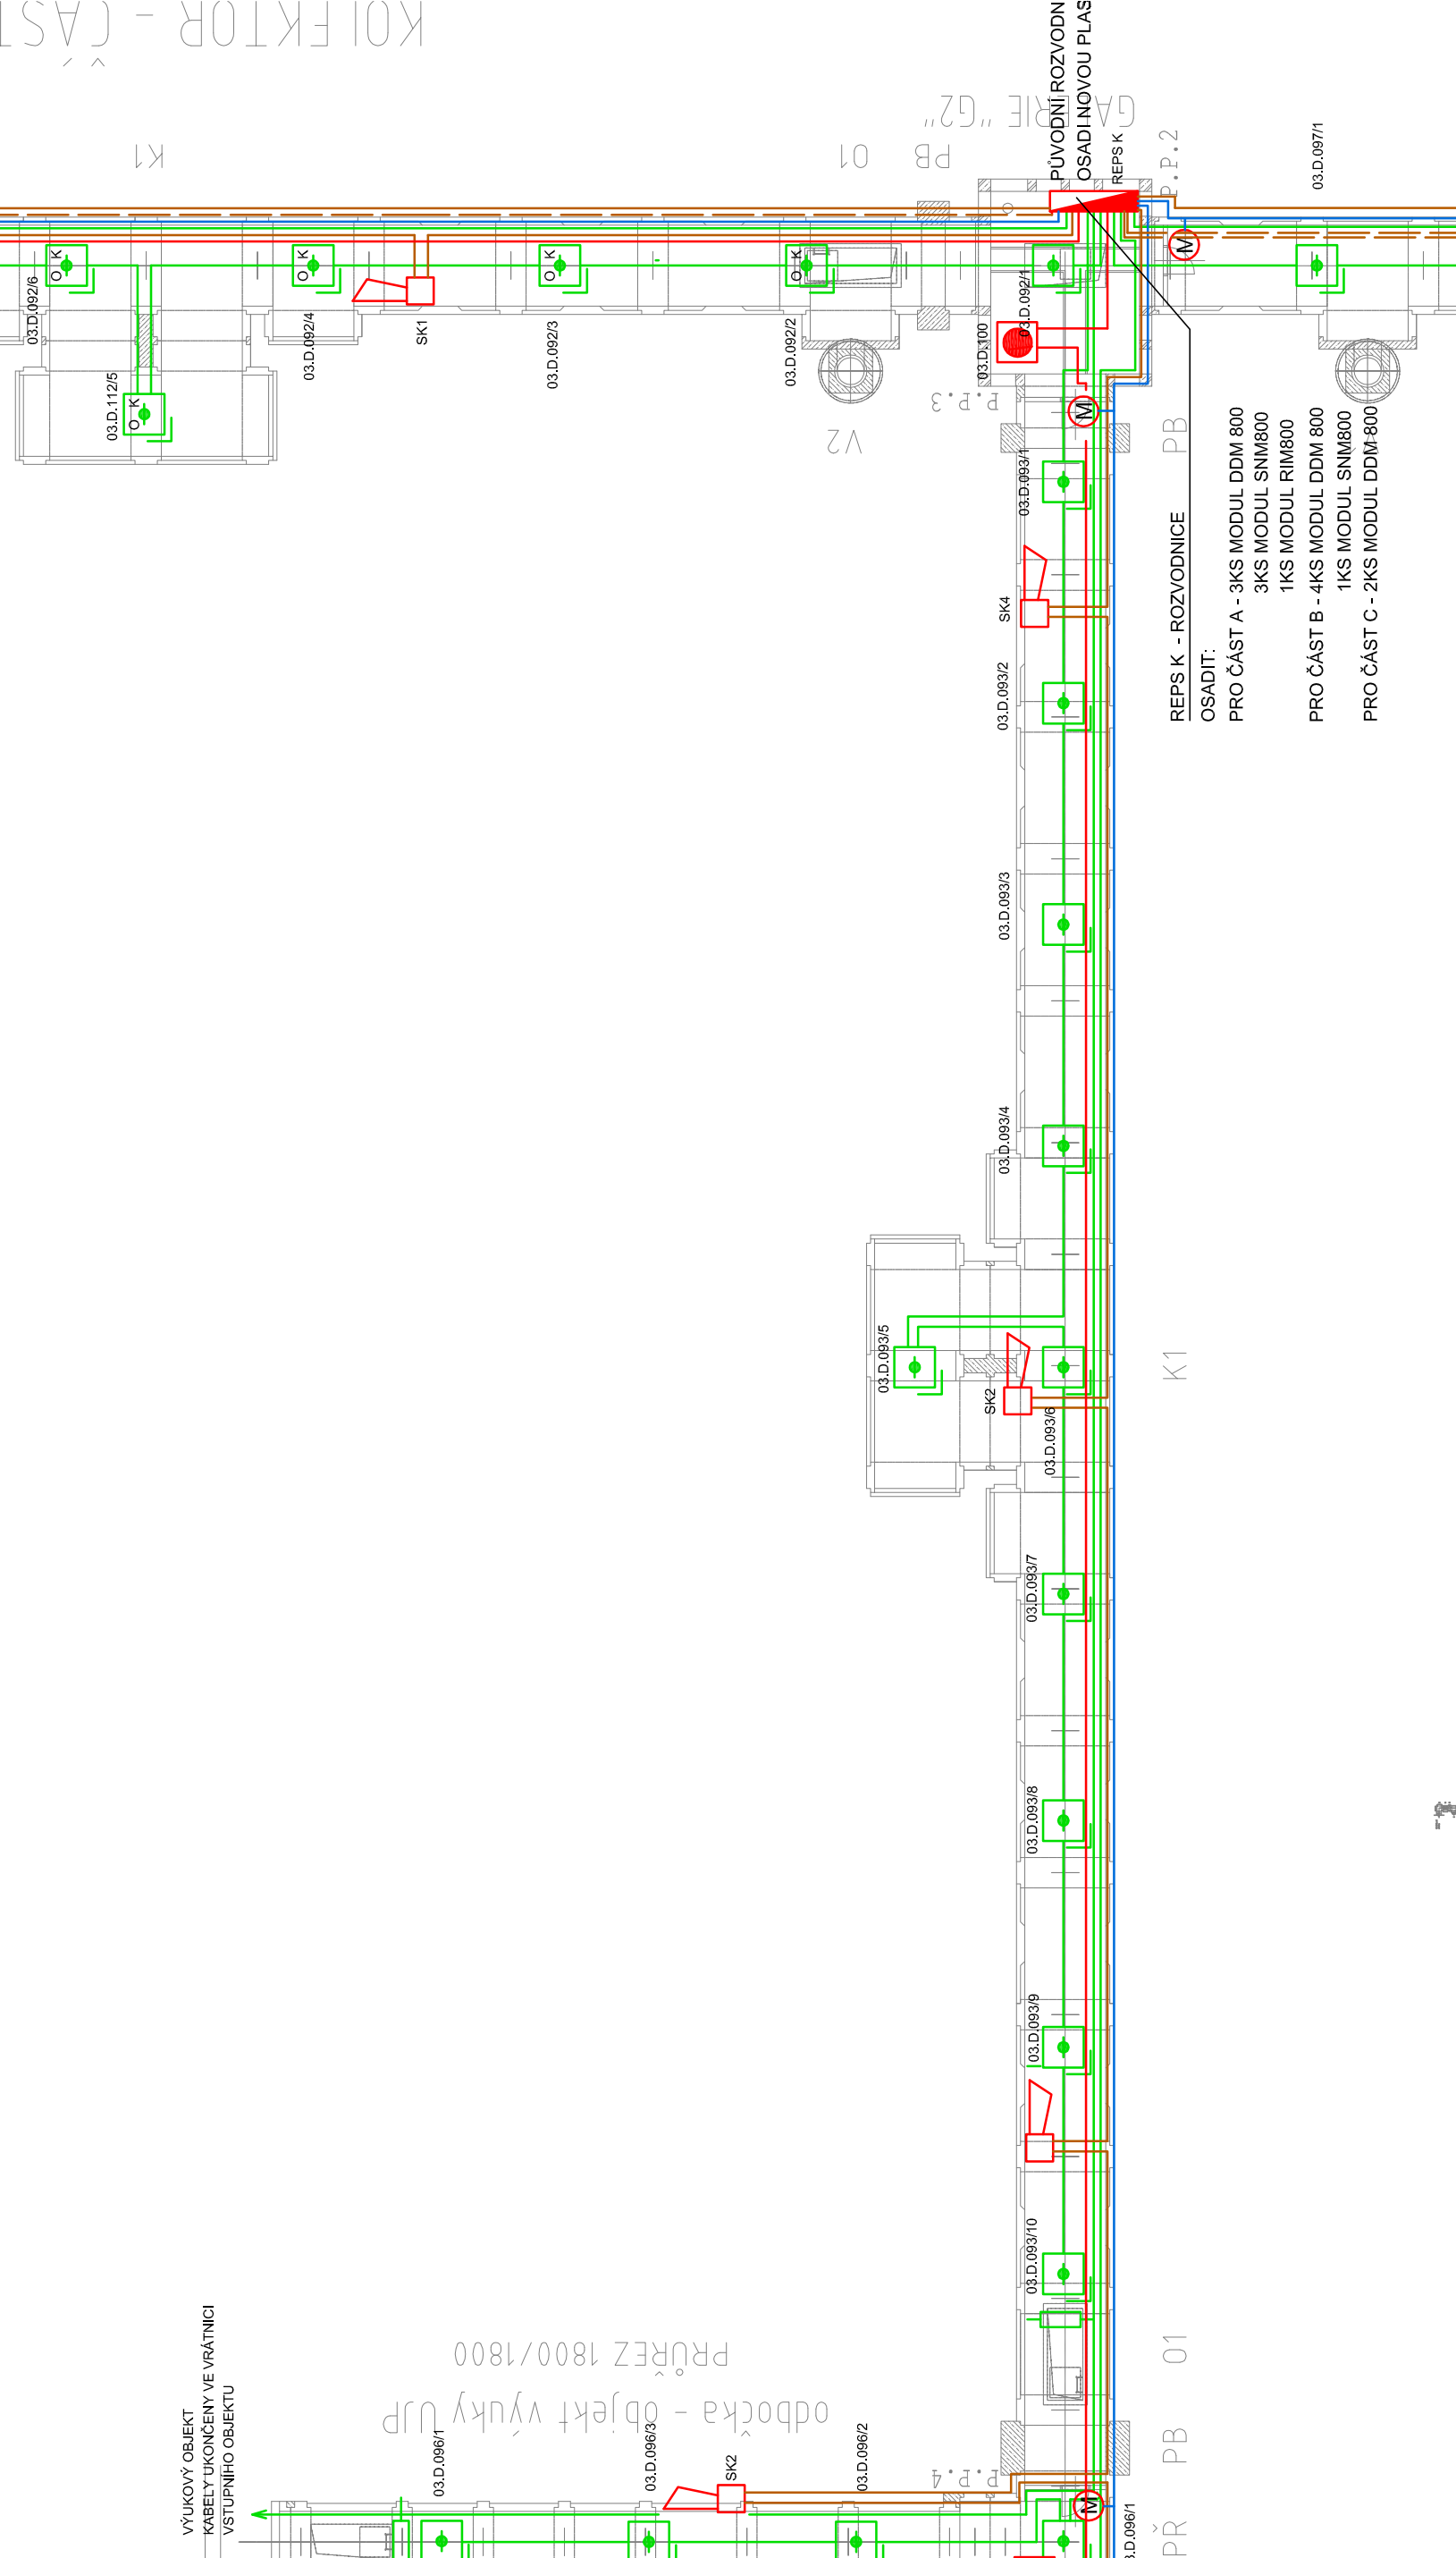 KOLEKTOR - ČÁST
GALERIE "G2"
K1
01
PB
PŮVODNÍ ROZVODN
OSADI NOVOU PLAS
REPS K
P.P.2
03.D.097/1
03.D.092/6
O K
03.D.112/5
O K
03.D.092/4
O K
SK1
03.D.092/3
O K
03.D.092/2
O K
03.D.092/1
03.D.100
M
P.P.3
M
V2
PB
03.D.093/1
SK4
03.D.093/2
REPS K - ROZVODNICE
OSADIT:
PRO ČÁST A - 3KS MODUL DDM 800
3KS MODUL SNM800
1KS MODUL RIM800
PRO ČÁST B - 4KS MODUL DDM 800
1KS MODUL SNM800
PRO ČÁST C - 2KS MODUL DDM 800
03.D.093/3
03.D.093/4
03.D.093/5
SK2
03.D.093/6
K1
03.D.093/7
03.D.093/8
03.D.093/9
03.D.093/10
PRŮŘEZ 1800/1800
odbočka - objekt výuky ÚJP
VÝUKOVÝ OBJEKT
KABELY UKONČENY VE VRÁTNICI
VSTUPNÍHO OBJEKTU
03.D.096/1
03.D.096/3
SK2
03.D.096/2
P.P.4
M
01
PB
PŘ
3.D.096/1